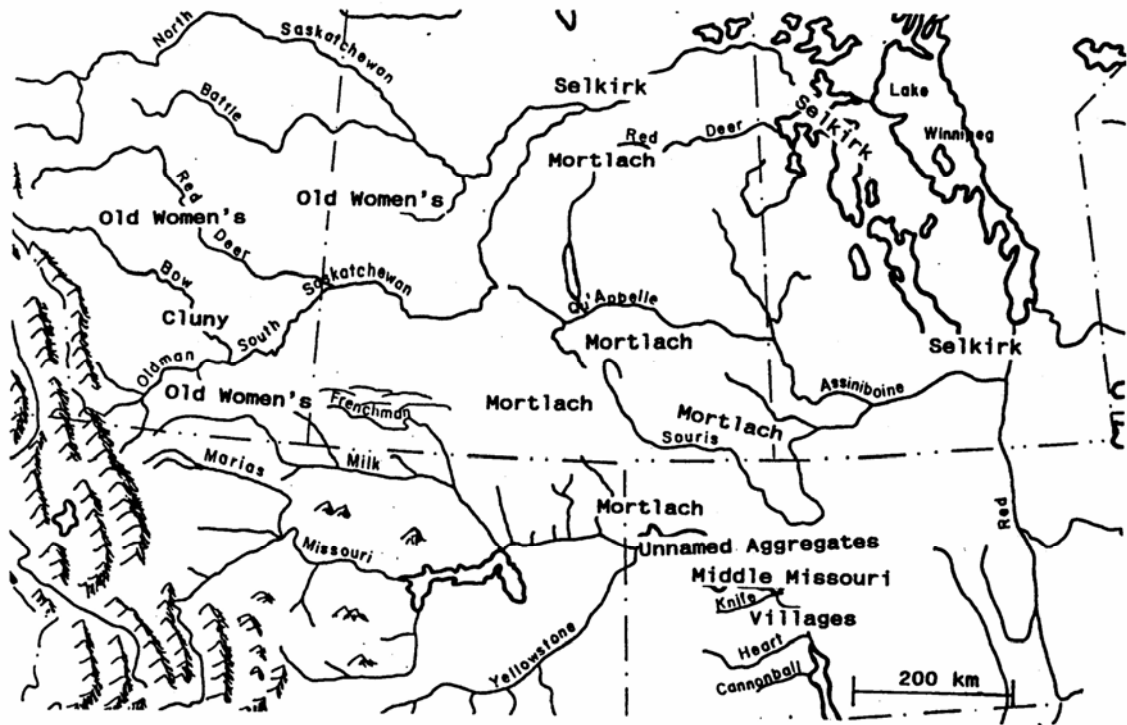 North
Saskatchewan
Battle
Selkirk
Lake
Selkirk
Winnipeg
Red
Deer
Mortlach
Red
Deer
Old Women's
Old Women's
Bow
Saskatchewan
Cluny
South
Oldman
Qu'Appelle
Mortlach
Selkirk
Assiniboine
Old Women's
Frenchman
Mortlach
Mortlach
Souris
Marias
Milk
Mortlach
Red
Missouri
Unnamed Aggregates
Middle Missouri
Knife
Villages
Yellowstone
Heart
Cannonball
200 km